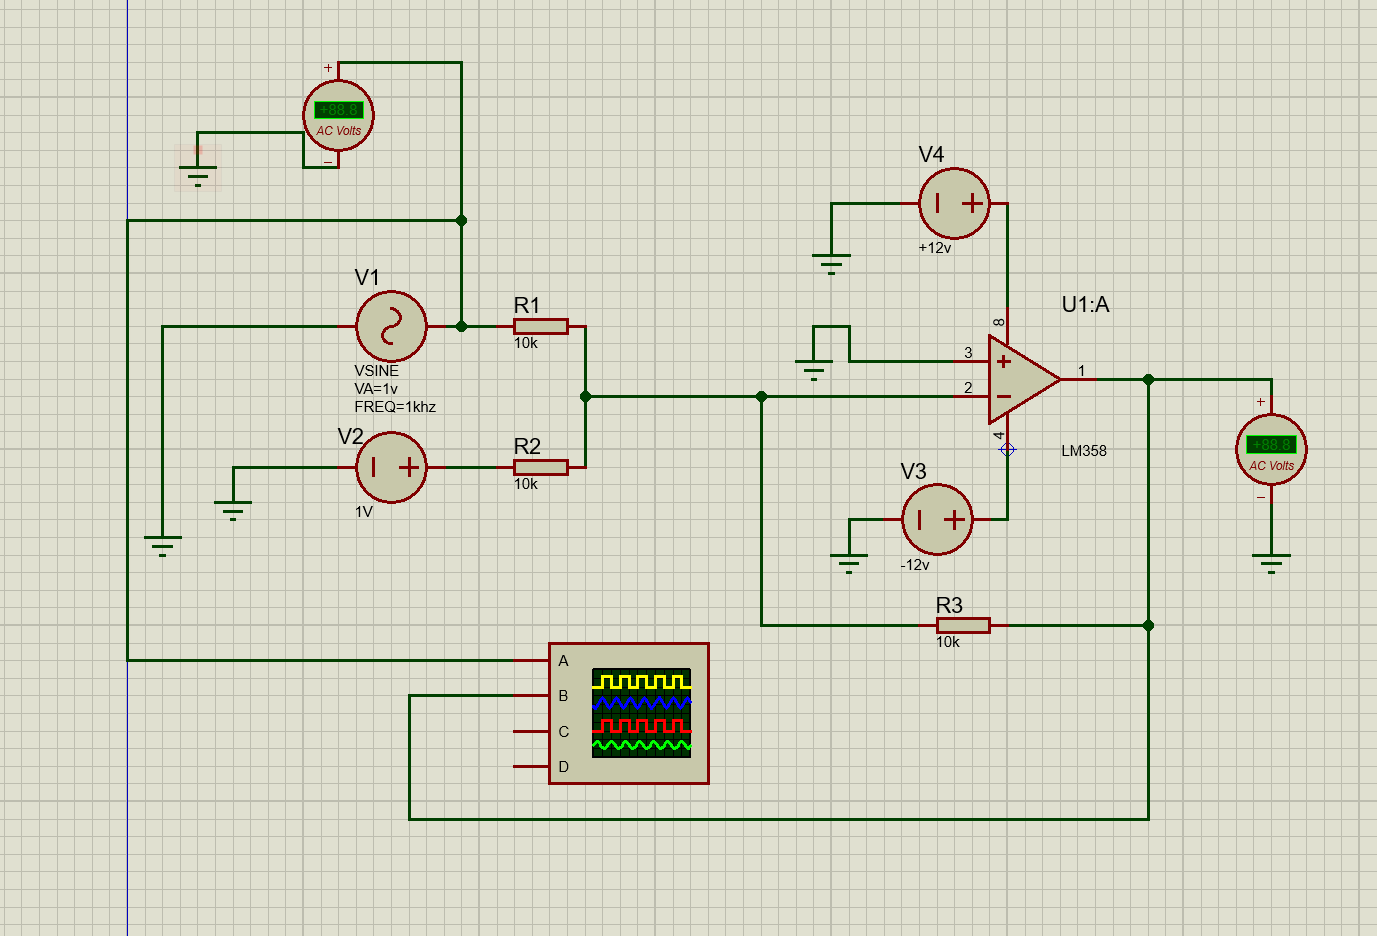 +
+88.8
AC Volts
−
V1
VSINE
VA=1v
FREQ=1khz
R1
10k
V2
1V
R2
10k
V4
+12v
U1:A
8
3
2
1
4
LM358
V3
-12v
+
+88.8
AC Volts
−
R3
10k
A
B
C
D